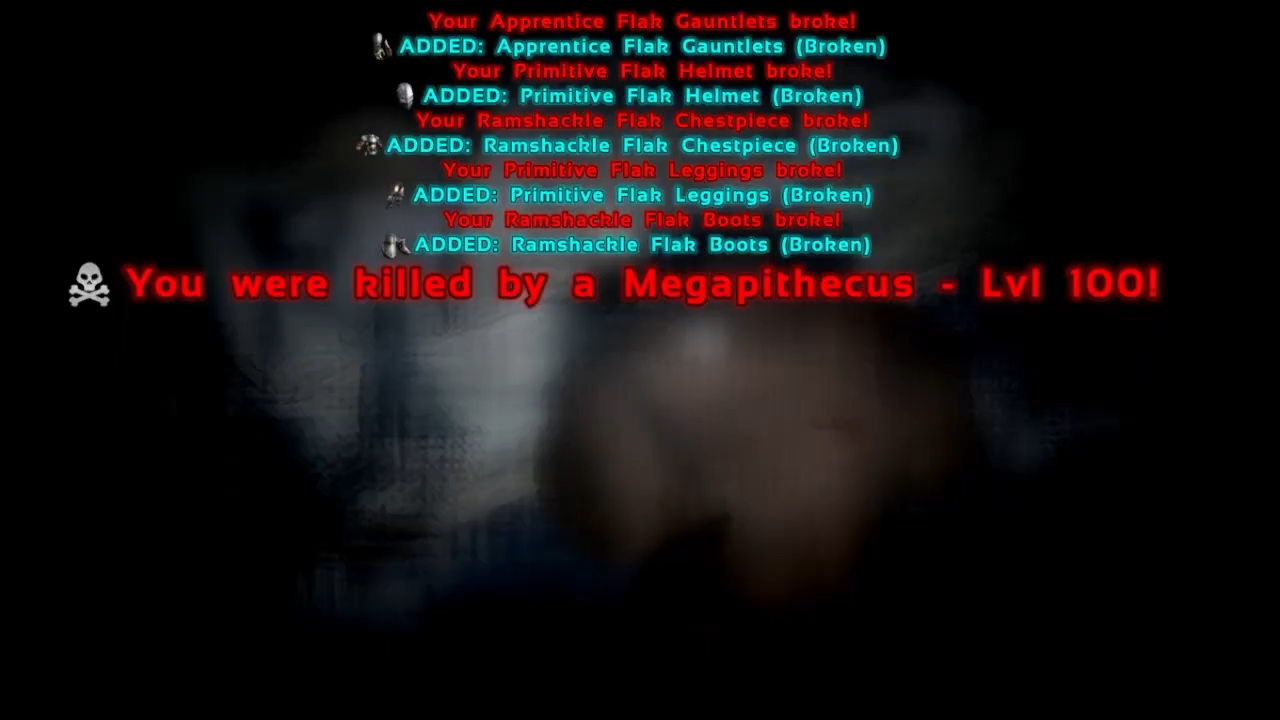 Your Apprentice Flak Gauntlets broke!
ADDED: Apprentice Flak Gauntlets (Broken)
Your Primitive Flak Helmet broke!
ADDED: Primitive Flak Helmet (Broken)
Your Ramshackle Flak Chestpiece broke!
ADDED: Ramshackle Flak Chestpiece (Broken)
Your Primitive Flak Leggings broke!
ADDED: Primitive Flak Leggings (Broken)
Your Ramshackle Flak Boots broke!
ADDED: Ramshackle Flak Boots (Broken)
You were killed by a Megapithecus - Lvl 100!